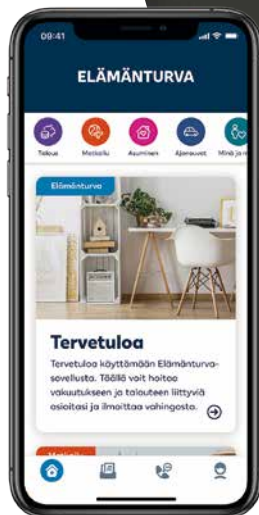 09:41
ELÄMÄNTURVA
Talous Matkailu Asuminen Ajoneuvot Minä ja
Elämänturva
Tervetuloa
Tervetuloa käyttämään Elämänturva-
sovellusta. Täällä voit hoitaa
vakuutukseen ja talouteen liittyviä
asioitasi ja ilmoittaa vahingosta.